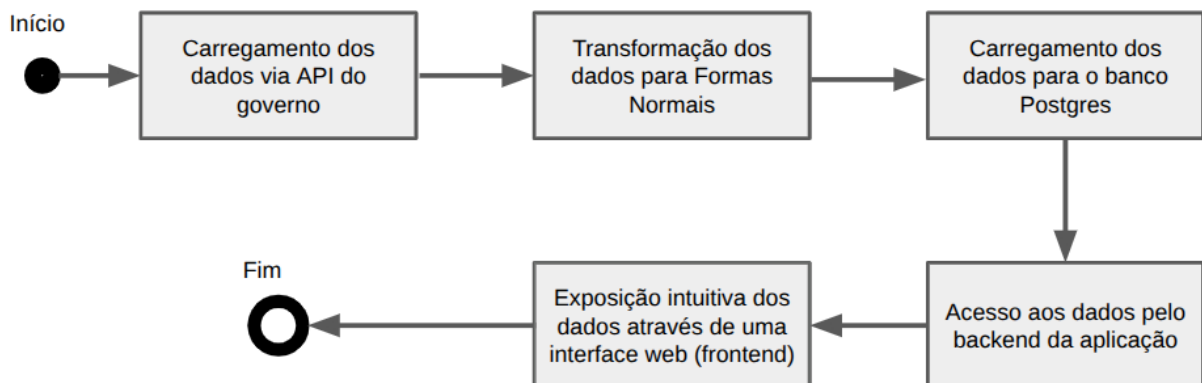 Início
Carregamento dos
dados via API do
governo
Transformação dos
dados para Formas
Normais
Carregamento dos
dados para o banco
Postgres
Acesso aos dados pelo
backend da aplicação
Exposição intuitiva dos
dados através de uma
interface web (frontend)
Fim